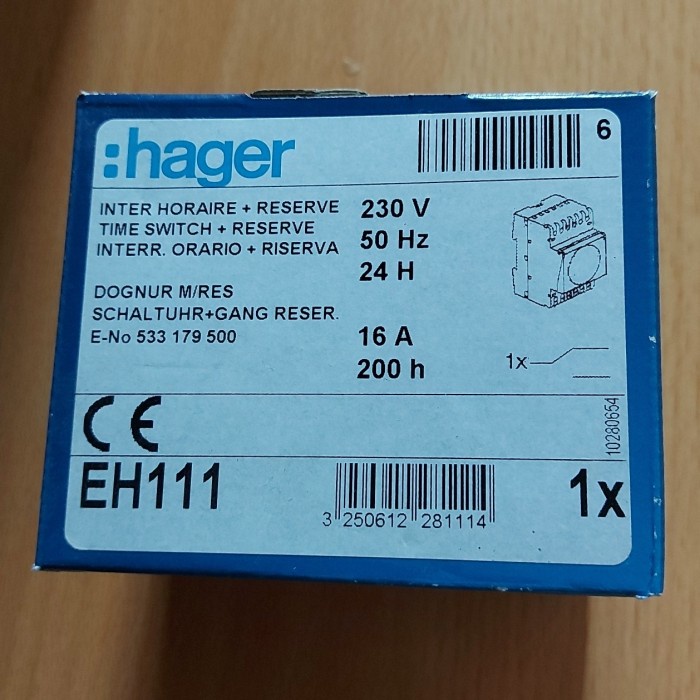 :hager
6
INTER HORAIRE + RESERVE
TIME SWITCH + RESERVE
INTERR. ORARIO + RISERVA
DOGNUR M/RES
SCHALTUHR+GANG RESER.
E-No 533 179 500
230 V
50 Hz
24 H
16 A
200 h
1x
10280654
CE
EH111
3 250612 281114
1x